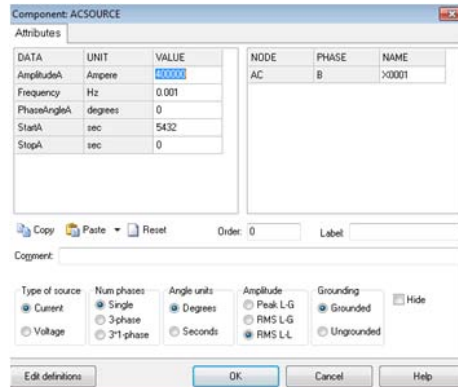 Component: ACSOURCE
Attributes
DATA UNIT VALUE
AmplitudeA Ampere 400000
Frequency Hz 0.001
PhaseAngleA degrees 0
StartA sec 5432
StopA sec 0
NODE PHASE NAME
AC B X0001
Copy Paste Reset Order: 0 Label:
Comment:
Type of source Num phases Angle units Amplitude Grounding
Current Single Degrees Peak L-G Grounded Hide
3-phase RMS L-G
Voltage 3*1-phase Seconds RMS L-L Ungrounded
Edit definitions OK Cancel Help